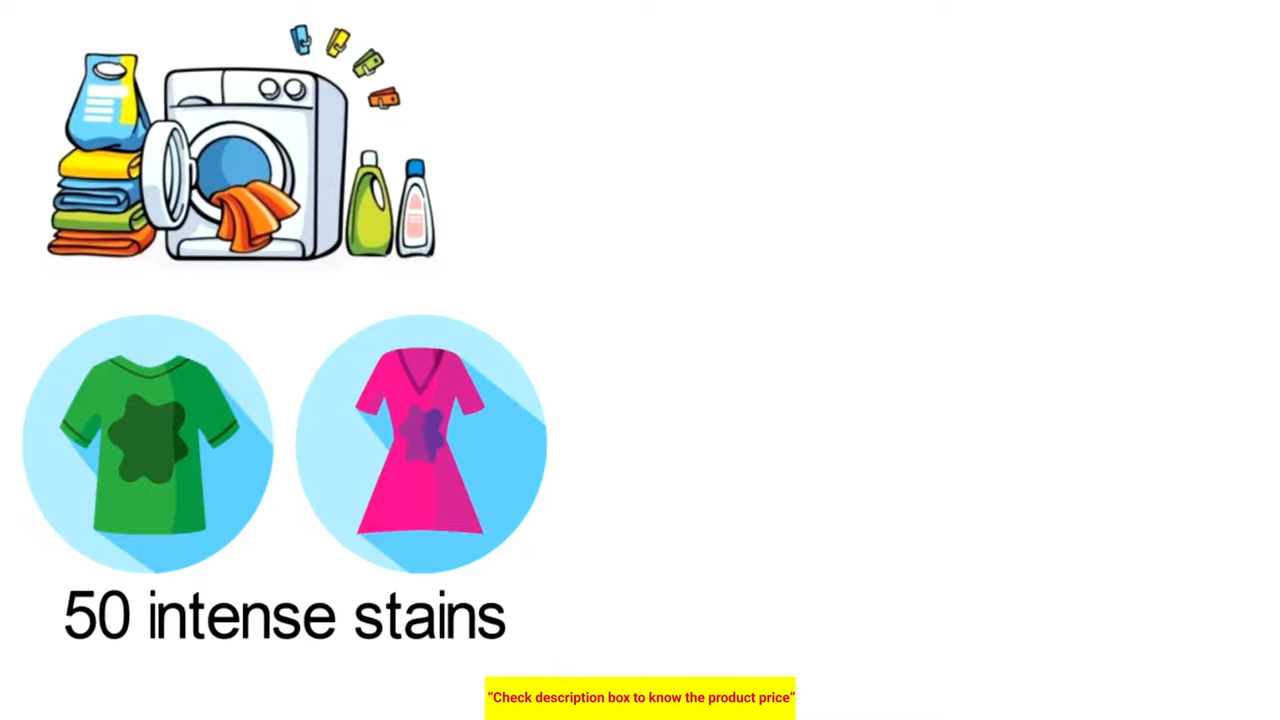 50 intense stains
“Check description box to know the product price”